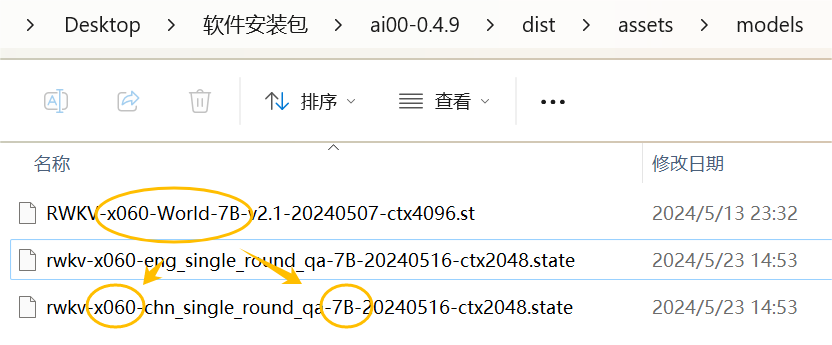 > Desktop > 软件安装包 > ai00-0.4.9 > dist > assets > models
排序 查看 •••
名称 修改日期
RWKV-x060-World-7B-v2.1-20240507-ctx4096.st 2024/5/13 23:32
rwkv-x060-eng_single_round_qa-7B-20240516-ctx2048.state 2024/5/23 14:53
rwkv-x060-chn_single_round_qa-7B-20240516-ctx2048.state 2024/5/23 14:53